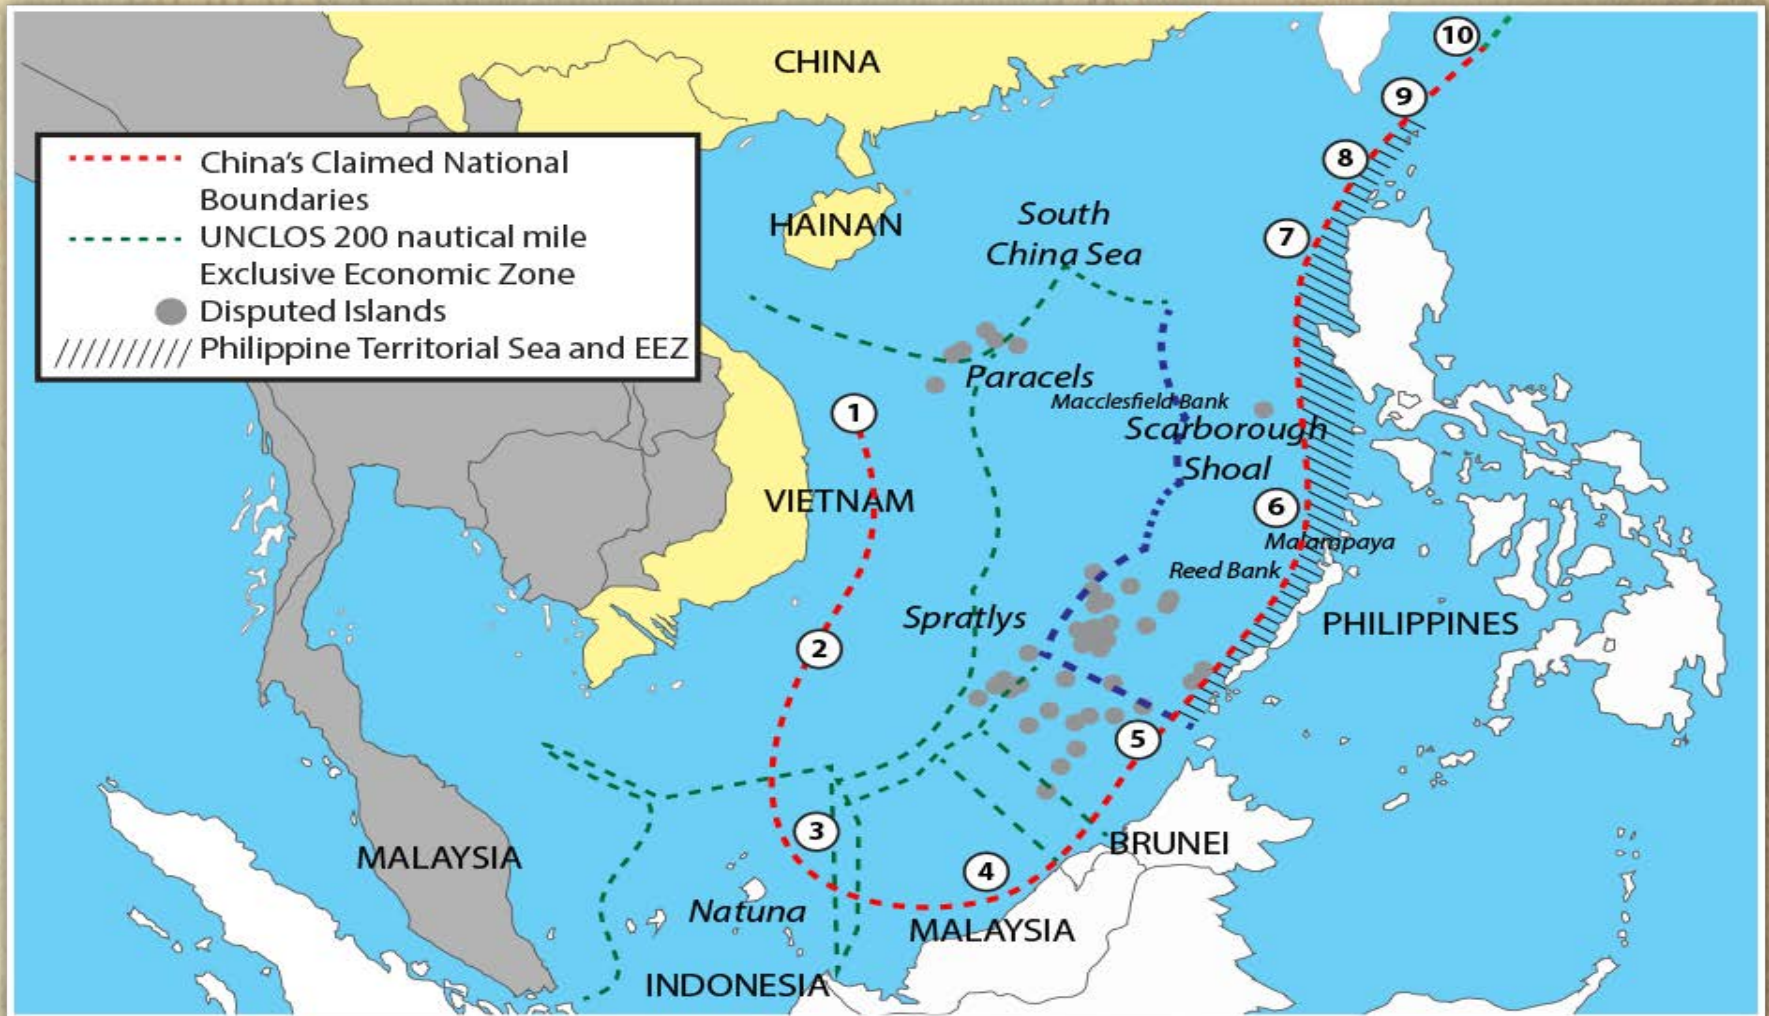 10
CHINA
9
China's Claimed National
Boundaries
8
HAINAN
South
China Sea
UNCLOS 200 nautical mile
Exclusive Economic Zone
7
Disputed Islands
Philippine Territorial Sea and EEZ
Paracels
Macclesfield Bank
1
Scarborough
Shoal
VIETNAM
6
Malampaya
Reed Bank
Spratlys
PHILIPPINES
2
5
3
BRUNEI
MALAYSIA
4
Natuna
MALAYSIA
INDONESIA